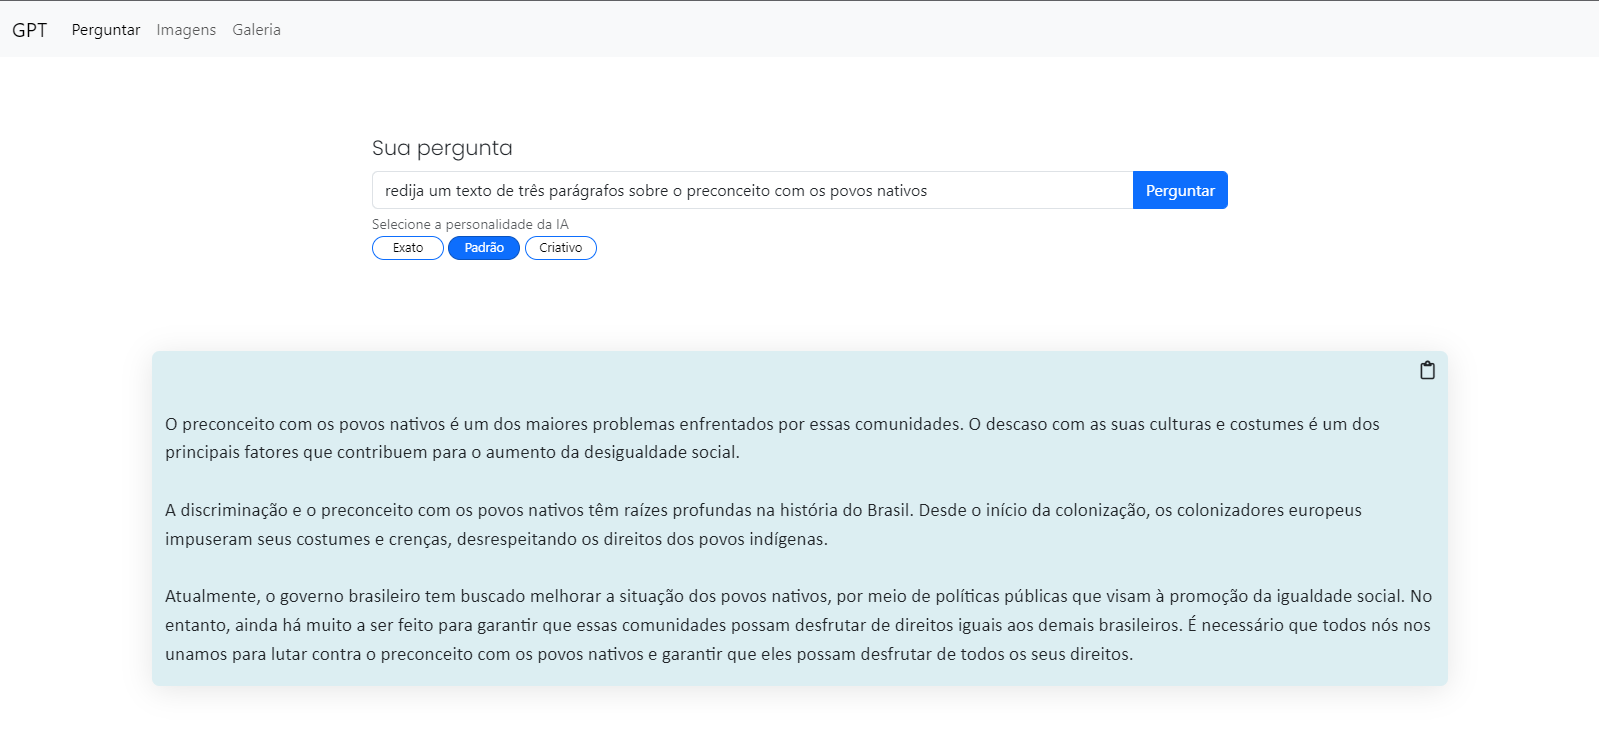 GPT Perguntar Imagens Galeria
Sua pergunta
redija um texto de três parágrafos sobre o preconceito com os povos nativos Perguntar
Selecione a personalidade da IA
Exato Padrão Criativo
O preconceito com os povos nativos é um dos maiores problemas enfrentados por essas comunidades. O descaso com as suas culturas e costumes é um dos
principais fatores que contribuem para o aumento da desigualdade social.
A discriminação e o preconceito com os povos nativos têm raízes profundas na história do Brasil. Desde o início da colonização, os colonizadores europeus
impuseram seus costumes e crenças, desrespeitando os direitos dos povos indígenas.
Atualmente, o governo brasileiro tem buscado melhorar a situação dos povos nativos, por meio de políticas públicas que visam à promoção da igualdade social. No
entanto, ainda há muito a ser feito para garantir que essas comunidades possam desfrutar de direitos iguais aos demais brasileiros. É necessário que todos nós nos
unamos para lutar contra o preconceito com os povos nativos e garantir que eles possam desfrutar de todos os seus direitos.